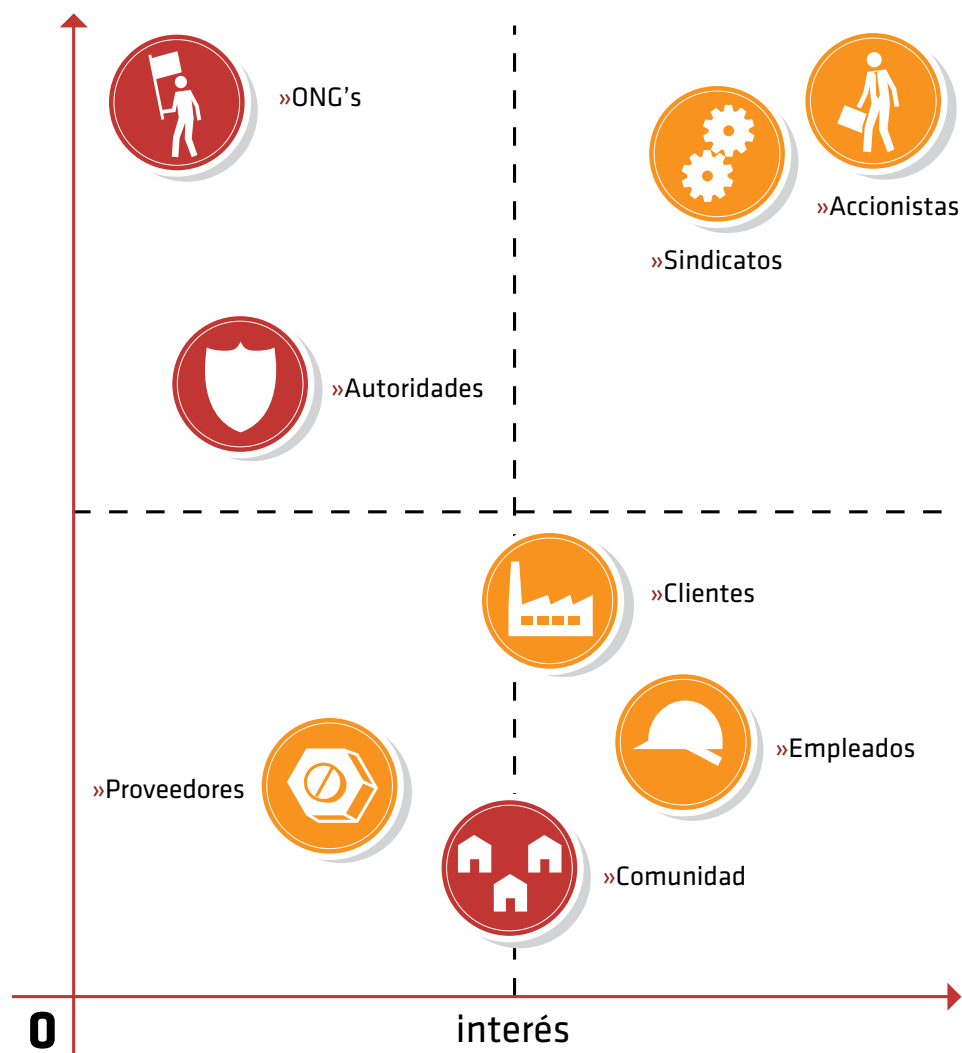 »ONG's
»Accionistas
»Sindicatos
»Autoridades
»Clientes
»Empleados
»Proveedores
»Comunidad
0
interés